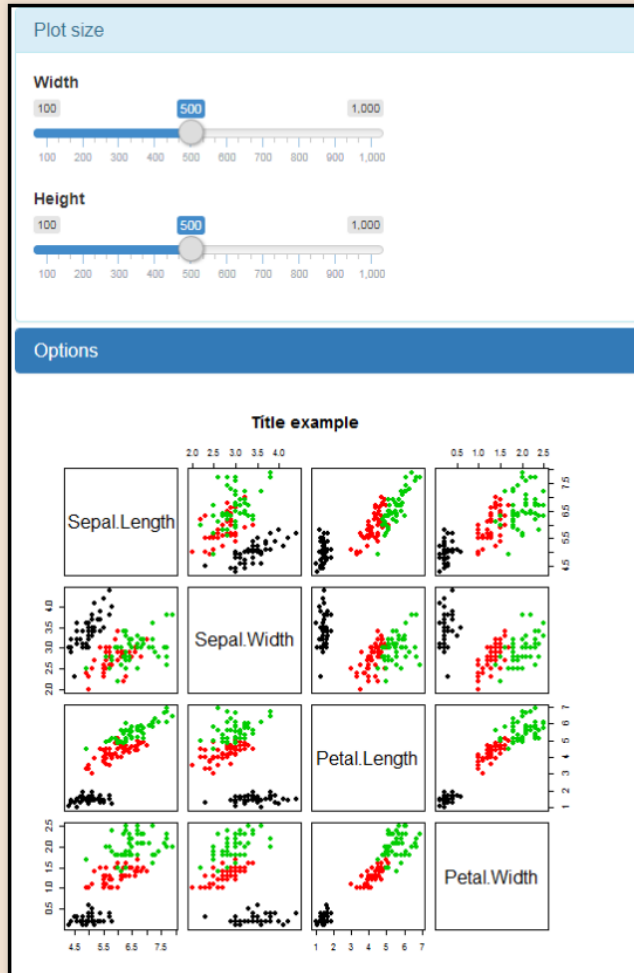 Plot size
Width
100 500 1,000
100 200 300 400 500 600 700 800 900 1,000
Height
100 500 1,000
100 200 300 400 500 600 700 800 900 1,000
Options
Title example
2.0 2.5 3.0 3.5 4.0 0.5 1.0 1.5 2.0 2.5
Sepal.Length
4.5 5.5 6.5 7.5
2.0 2.5 3.0 3.5 4.0
Sepal.Width
Petal.Length
1 2 3 4 5 6 7
0.5 1.0 1.5 2.0 2.5
Petal.Width
4.5 5.5 6.5 7.5 1 2 3 4 5 6 7